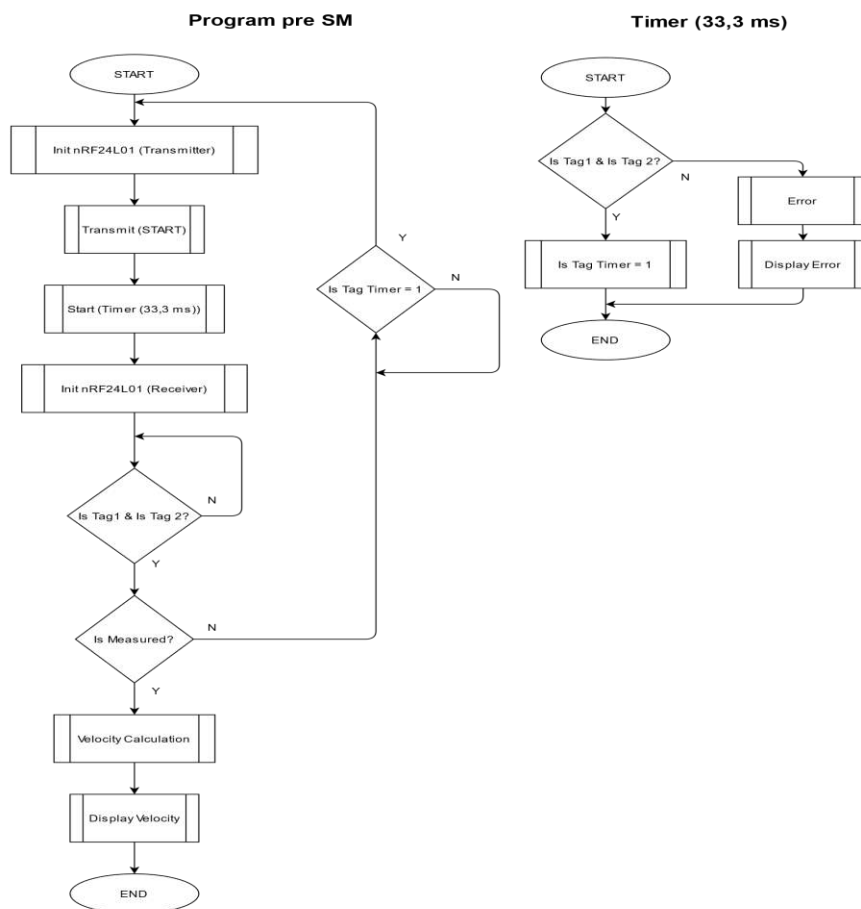 Program pre SM
START
Init nRF24L01 (Transmitter)
Transmit (START)
Start (Timer (33,3 ms))
Init nRF24L01 (Receiver)
Is Tag1 & Is Tag 2?
N
Y
Is Measured?
N
Y
Velocity Calculation
Display Velocity
END
Y
Is Tag Timer = 1
N
Timer (33,3 ms)
START
Is Tag1 & Is Tag 2?
N
Y
Error
Is Tag Timer = 1
Display Error
END